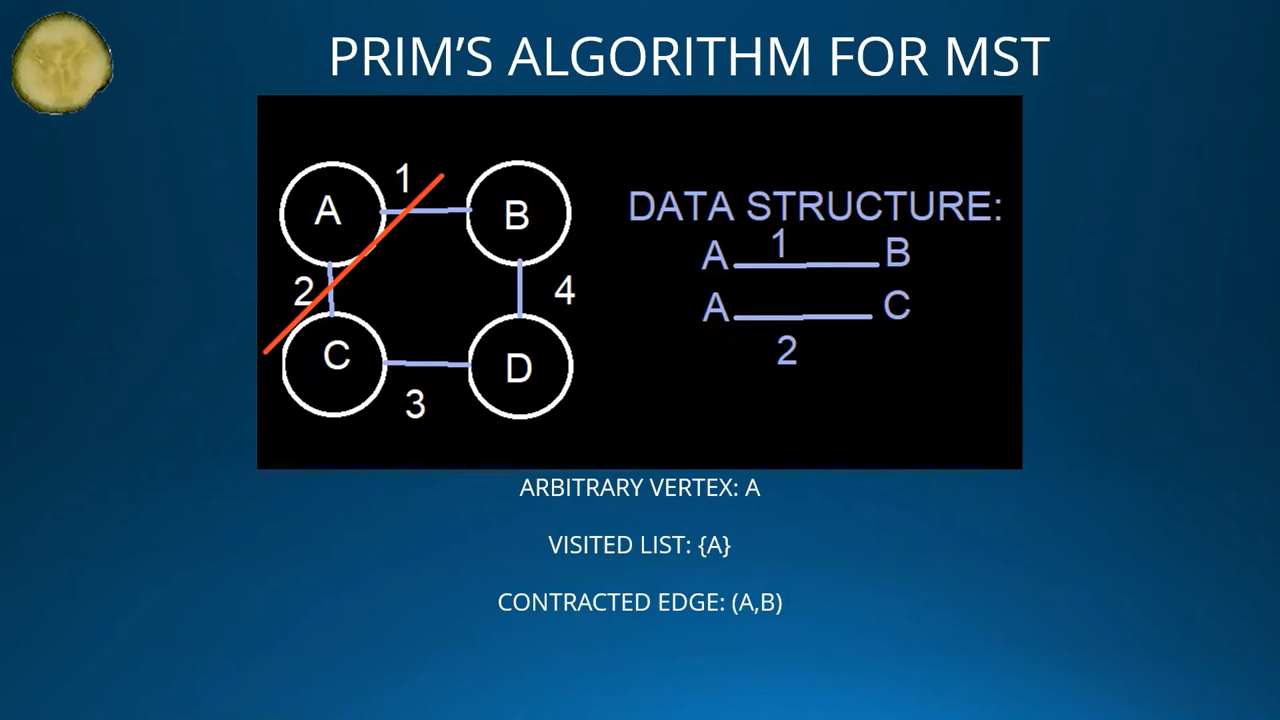 PRIM’S ALGORITHM FOR MST
1
A
B
2
4
C
D
3
DATA STRUCTURE:
A 1 B
A C
2
ARBITRARY VERTEX: A
VISITED LIST: {A}
CONTRACTED EDGE: (A,B)